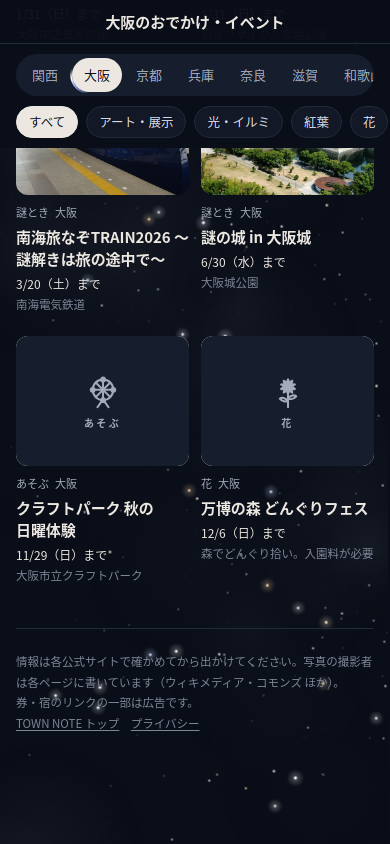 大阪のおでかけ・イベント
関西 大阪 京都 兵庫 奈良 滋賀
すべて アート・展示 光・イルミ 紅葉 花
謎とき 大阪
南海旅なぞTRAIN2026 〜
謎解きは旅の途中で〜
3/20（土）まで
南海電気鉄道
謎とき 大阪
謎の城 in 大阪城
6/30（水）まで
大阪城公園
あそぶ
あそぶ 大阪
クラフトパーク 秋の
日曜体験
11/29（日）まで*
大阪市立クラフトパーク
花
花 大阪
万博の森 どんぐりフェス
12/6（日）まで
森でどんぐり拾い。入園料が必要
情報は各公式サイトで確かめてから出かけてください。写真の撮影者
は各ページに書いています（ウィキメディア・コモンズ ほか）。
券・宿のリンクの一部は広告です。
TOWN NOTE トップ プライバシー